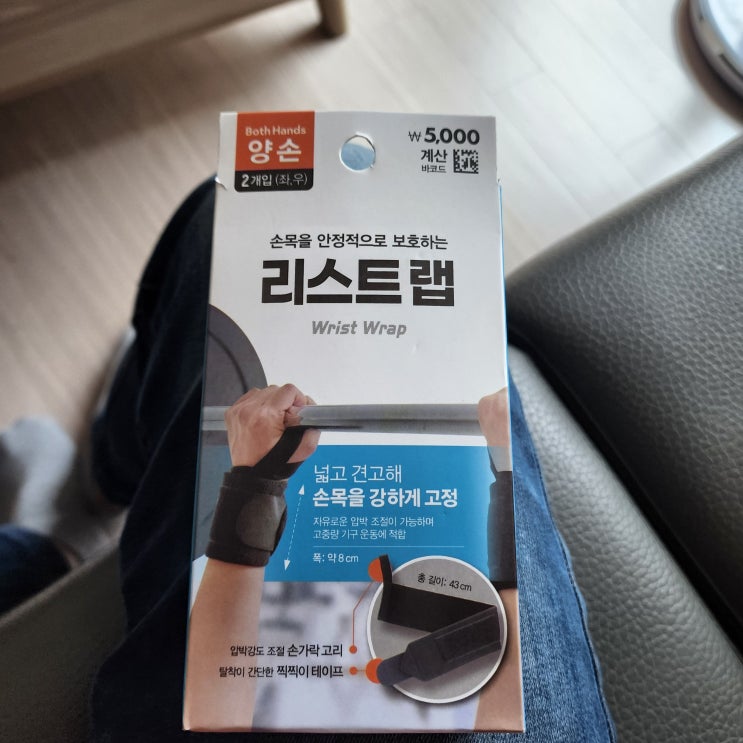 Both Hands
양손
2개입 (좌,우)
₩5,000
계산
바코드
손목을 안정적으로 보호하는
리스트랩
Wrist Wrap
넓고 견고해
손목을 강하게 고정
자유로운 압박 조절이 가능하며
고중량 기구 운동에 적합
폭: 약 8cm
총 길이: 43cm
압박강도 조절 손가락 고리
탈착이 간단한 찍찍이 테이프